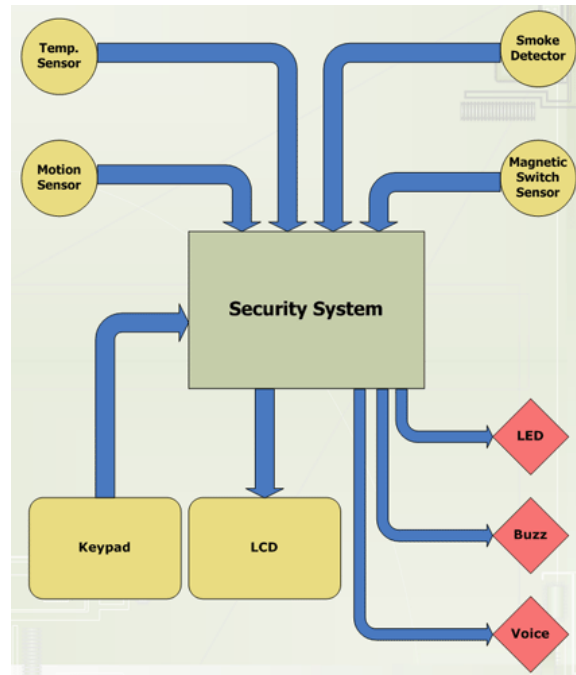 Temp.
Sensor
Smoke
Detector
Motion
Sensor
Magnetic
Switch
Sensor
Security System
LED
Keypad
LCD
Buzz
Voice